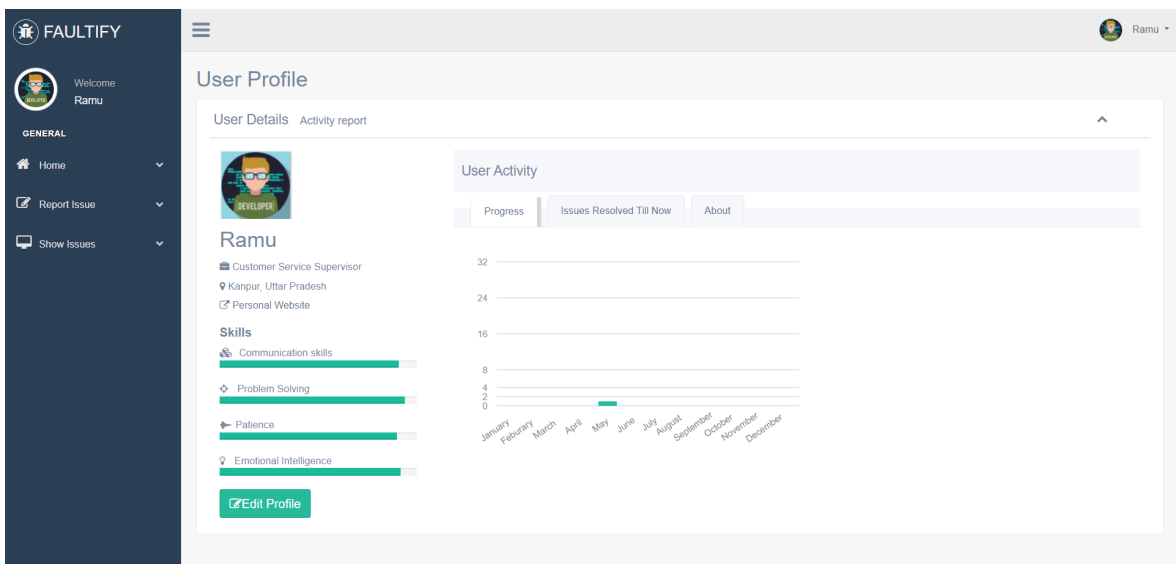 FAULTIFY
Ramu
Welcome
Ramu
GENERAL
Home
Report Issue
Show Issues
User Profile
User Details Activity report
DEVELOPER
Ramu
Customer Service Supervisor
Kanpur, Uttar Pradesh
Personal Website
Skills
Communication skills
Problem Solving
Patience
Emotional Intelligence
Edit Profile
User Activity
Progress Issues Resolved Till Now About
32
24
16
8
4
2
0
January Feburary March April May June July August September October November December